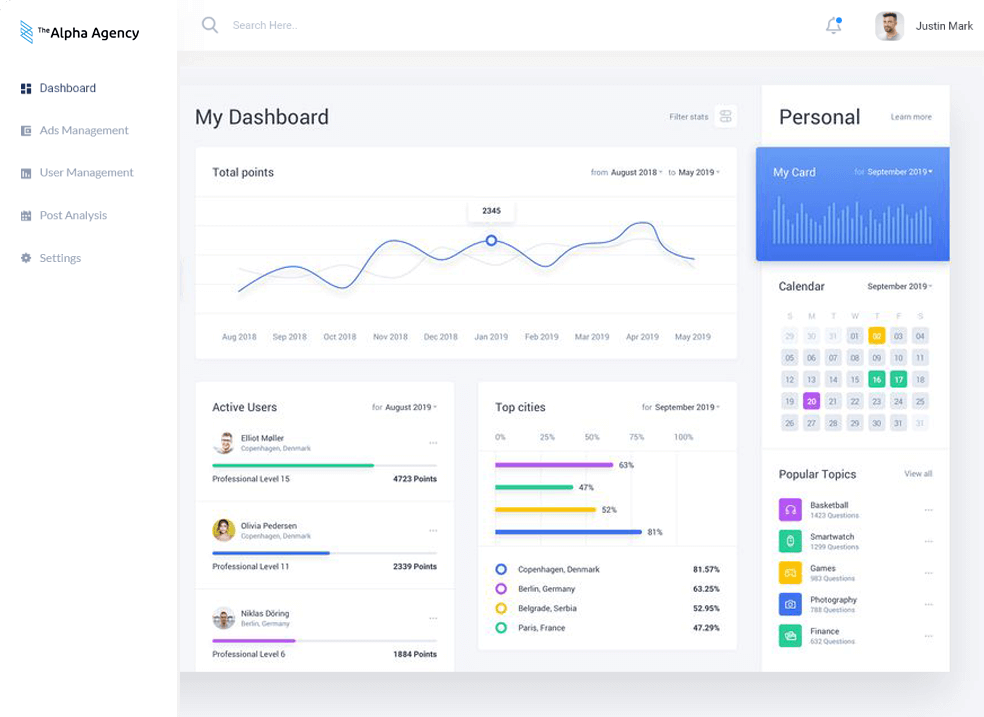 The Alpha Agency
Search Here..
Justin Mark
Dashboard
Ads Management
User Management
Post Analysis
Settings
My Dashboard
Filter stats
Total points
from August 2018 to May 2019
2345
Aug 2018 Sep 2018 Oct 2018 Nov 2018 Dec 2018 Jan 2019 Feb 2019 Mar 2019 Apr 2019 May 2019
Active Users
for August 2019
Elliot Møller
Copenhagen, Denmark
Professional Level 15 4723 Points
Olivia Pedersen
Copenhagen, Denmark
Professional Level 11 2339 Points
Niklas Döring
Berlin, Germany
Professional Level 6 1884 Points
Top cities
for September 2019
0% 25% 50% 75% 100%
63%
47%
52%
81%
Copenhagen, Denmark 81.57%
Berlin, Germany 63.25%
Belgrade, Serbia 52.95%
Paris, France 47.29%
Personal
Learn more
My Card
for September 2019
Calendar
September 2019
S M T W T F S
29 30 31 01 02 03 04
05 06 07 08 09 10 11
12 13 14 15 16 17 18
19 20 21 22 23 24 25
26 27 28 29 30 31 31
Popular Topics
View all
Basketball
1423 Questions
Smartwatch
1299 Questions
Games
983 Questions
Photography
788 Questions
Finance
632 Questions